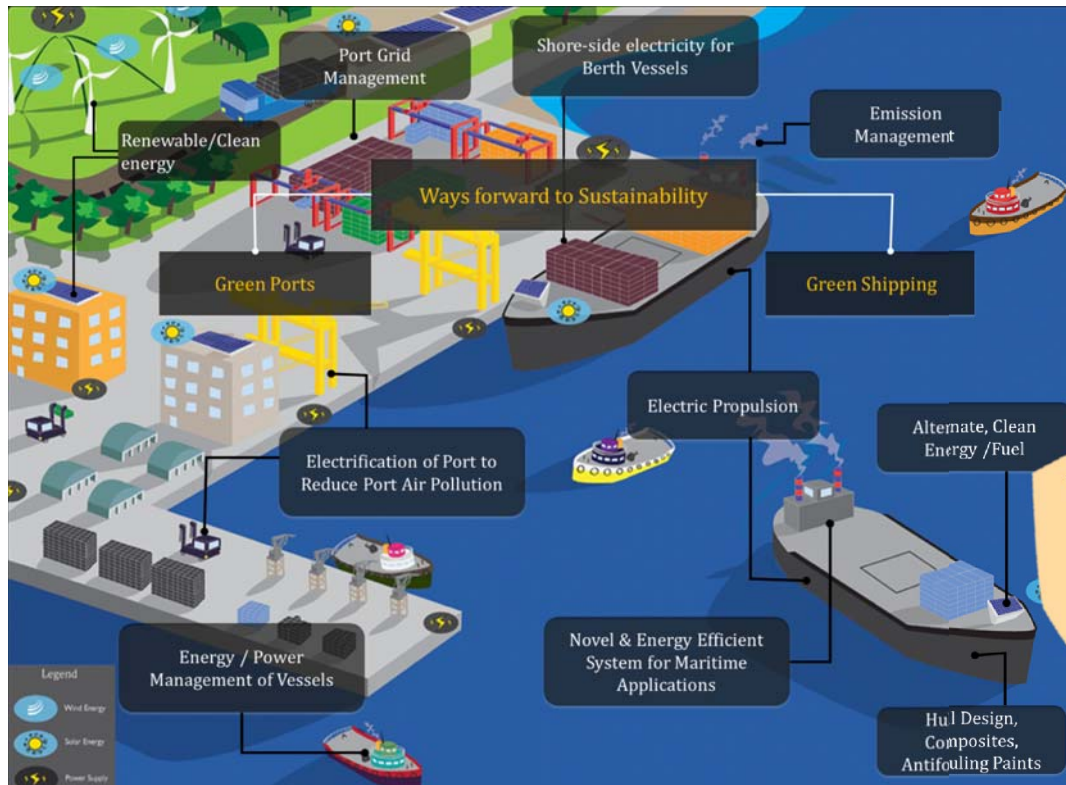 Port Grid
Management
Shore-side electricity for
Berth Vessels
Emission
Management
Renewable/Clean
energy
Ways forward to Sustainability
Green Ports
Green Shipping
Electric Propulsion
Alternate, Clean
Energy /Fuel
Electrification of Port to
Reduce Port Air Pollution
Novel & Energy Efficient
System for Maritime
Applications
Energy / Power
Management of Vessels
Hull Design,
Composites,
Antifouling Paints
Legend
Wind Energy
Solar Energy
Power Supply